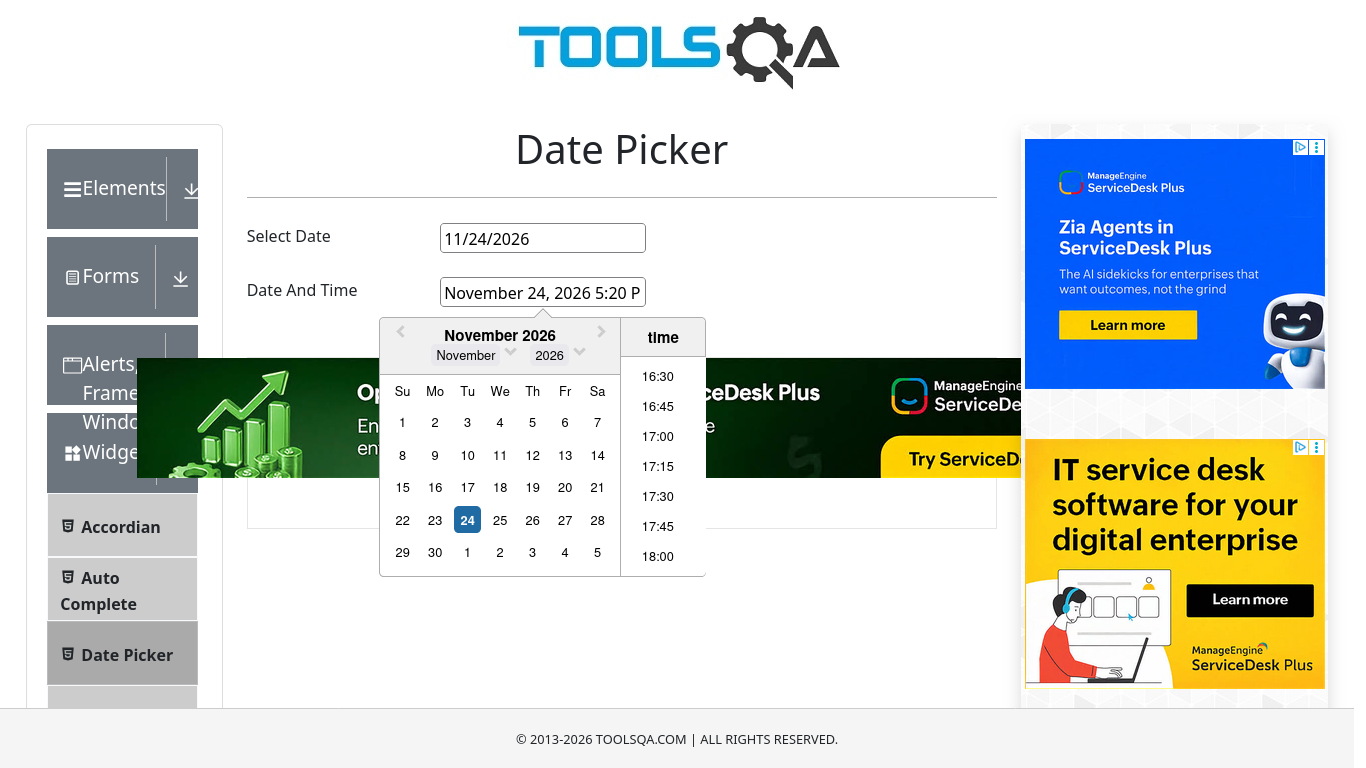 TOOLSQA
Date Picker
Elements
Forms
Alerts,
Frame
Windo
Widge
Accordian
Auto
Complete
Date Picker
Select Date
11/24/2026
Date And Time
November 24, 2026 5:20 P
November 2026
November
2026
Su Mo Tu We Th Fr Sa
1 2 3 4 5 6 7
8 9 10 11 12 13 14
15 16 17 18 19 20 21
22 23 24 25 26 27 28
29 30 1 2 3 4 5
time
16:30
16:45
17:00
17:15
17:30
17:45
18:00
Op
En
en
ceDesk Plus
e
5
ManageEngine
ServiceDe
Try ServiceD
ManageEngine
ServiceDesk Plus
Zia Agents in
ServiceDesk Plus
The AI sidekicks for enterprises that
want outcomes, not the grind
Learn more
IT service desk
software for your
digital enterprise
Learn more
ManageEngine
ServiceDesk Plus
© 2013-2026 TOOLSQA.COM | ALL RIGHTS RESERVED.